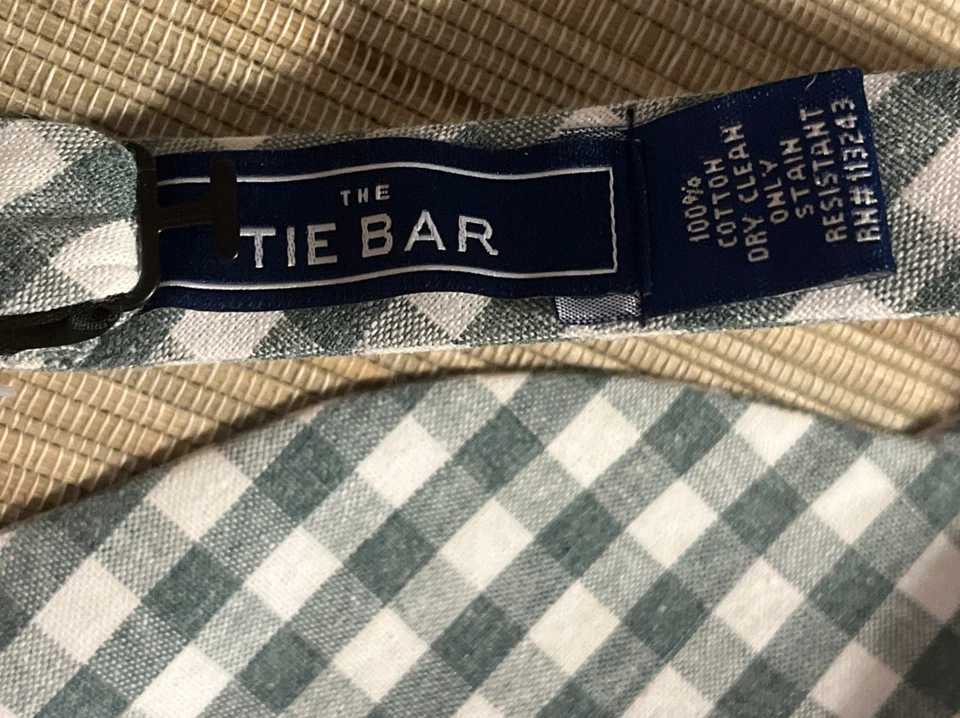 THE
TIE BAR
100%
COTTON
DRY CLEAN
ONLY
STAIN
RESISTANT
RN# 113243